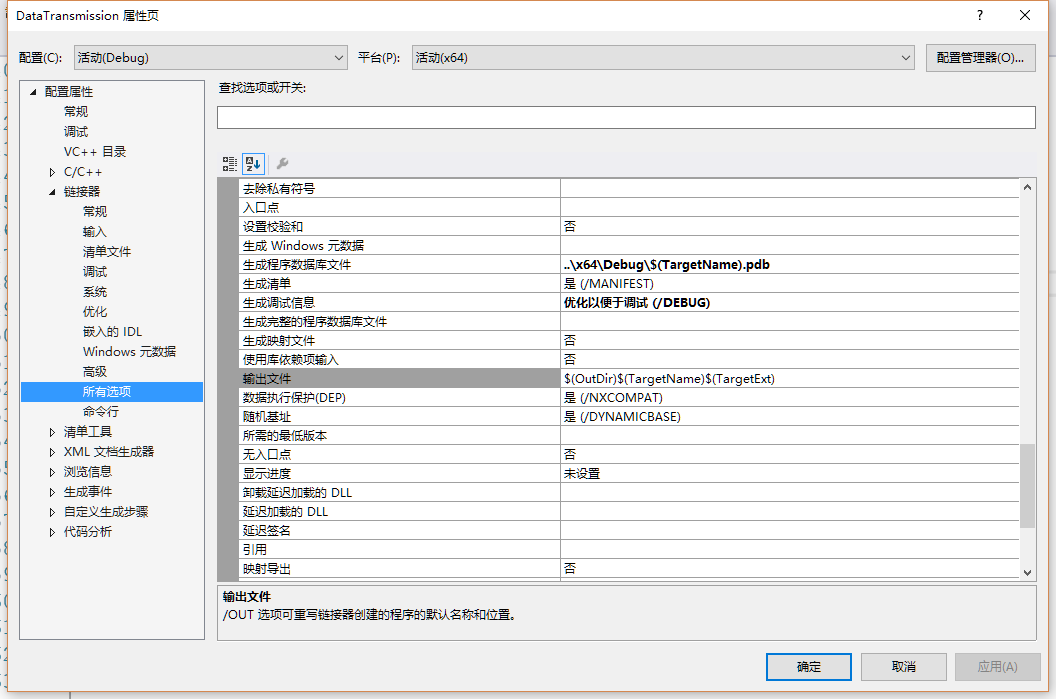 DataTransmission 属性页
配置(C): 活动(Debug) 平台(P): 活动(x64) 配置管理器(O)...
配置属性
常规
调试
VC++ 目录
C/C++
链接器
常规
输入
清单文件
调试
系统
优化
嵌入的 IDL
Windows 元数据
高级
所有选项
命令行
清单工具
XML 文档生成器
浏览信息
生成事件
自定义生成步骤
代码分析
查找选项或开关:
去除私有符号
入口点
设置校验和 否
生成 Windows 元数据
生成程序数据库文件 ..\x64\Debug\$(TargetName).pdb
生成清单 是 (/MANIFEST)
生成调试信息 优化以便于调试 (/DEBUG)
生成完整的程序数据库文件
生成映射文件 否
使用库依赖项输入 否
输出文件 $(OutDir)$(TargetName)$(TargetExt)
数据执行保护(DEP) 是 (/NXCOMPAT)
随机基址 是 (/DYNAMICBASE)
所需的最低版本
无入口点 否
显示进度 未设置
卸载延迟加载的 DLL
延迟加载的 DLL
延迟签名
引用
映射导出 否
输出文件
/OUT 选项可重写链接器创建的程序的默认名称和位置。
确定 取消 应用(A)